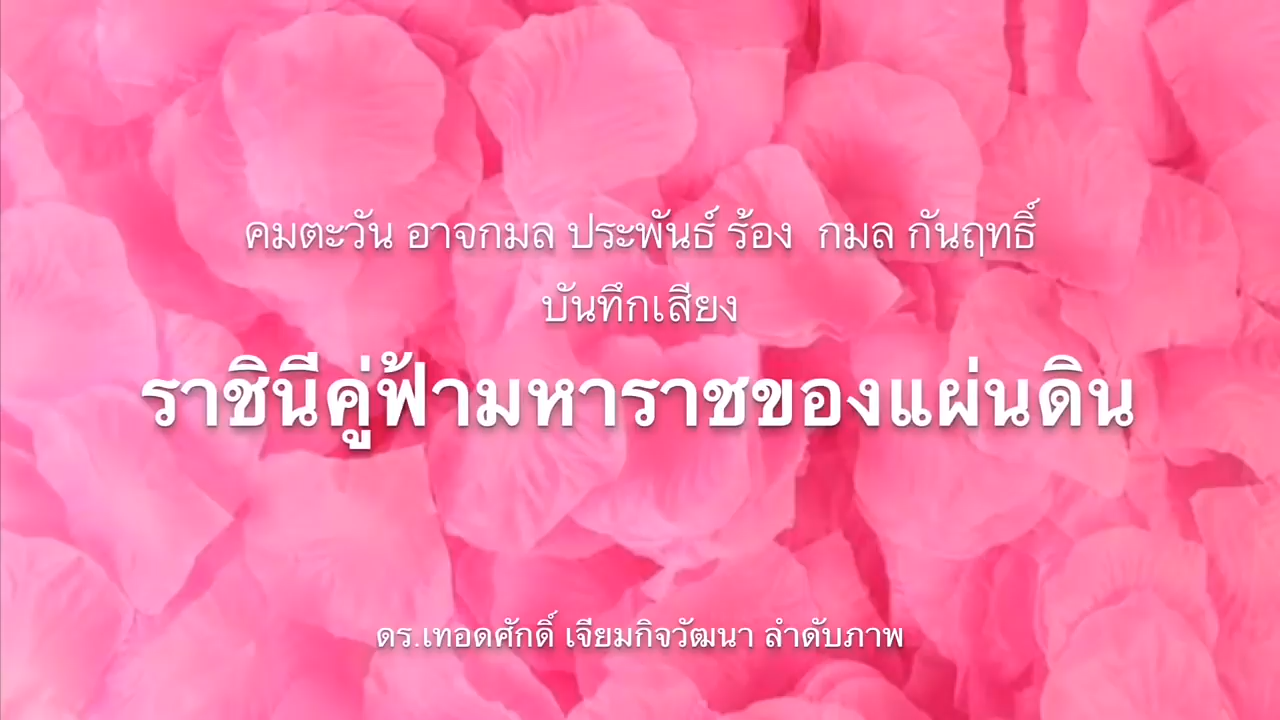 คมตะวัน อาจกมล ประพันธ์ ร้อง กมล กันฤทธิ์
บันทึกเสียง
ราชินีคู่ฟ้ามหาราชของแผ่นดิน
ดร.เทอดศักดิ์ เจียมกิจวัฒนา ลำดับภาพ